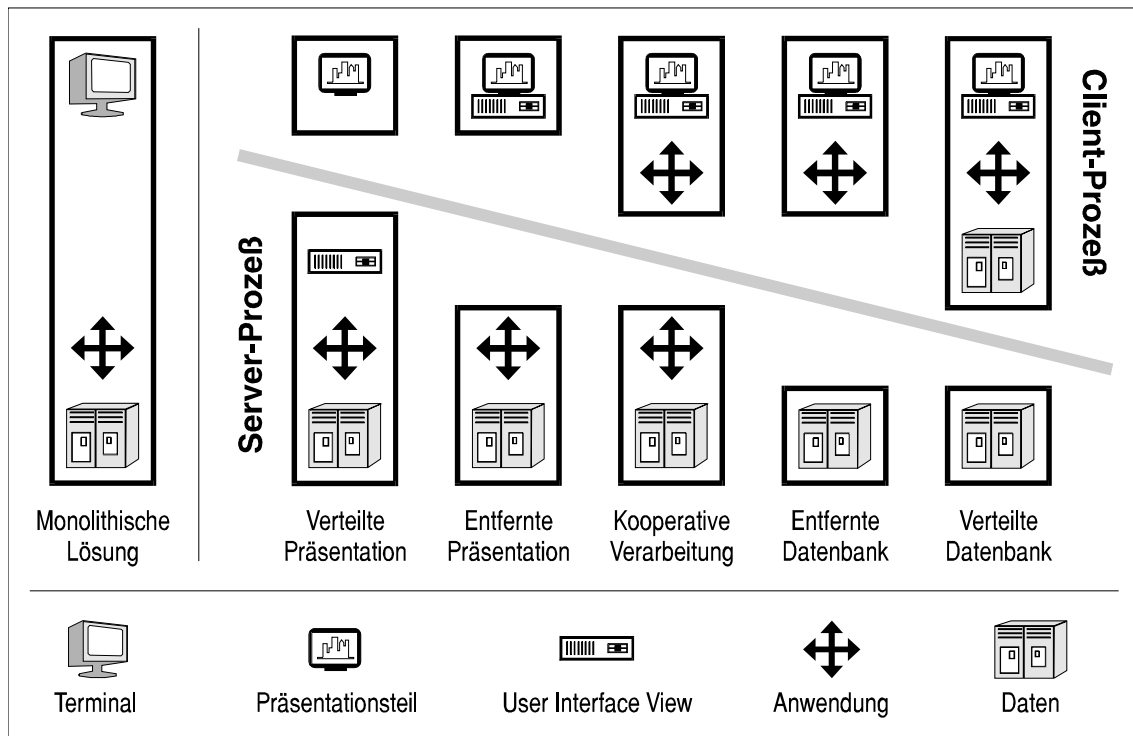 Client-Prozeß
Server-Prozeß
Monolithische
Lösung
Verteilte
Präsentation
Entfernte
Präsentation
Kooperative
Verarbeitung
Entfernte
Datenbank
Verteilte
Datenbank
Terminal
Präsentationsteil
User Interface View
Anwendung
Daten